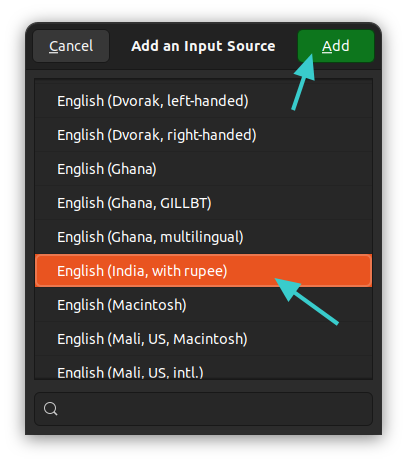 Cancel Add an Input Source Add
English (Dvorak, left-handed)
English (Dvorak, right-handed)
English (Ghana)
English (Ghana, GILLBT)
English (Ghana, multilingual)
English (India, with rupee)
English (Macintosh)
English (Mali, US, Macintosh)
English (Mali, US, intl.)